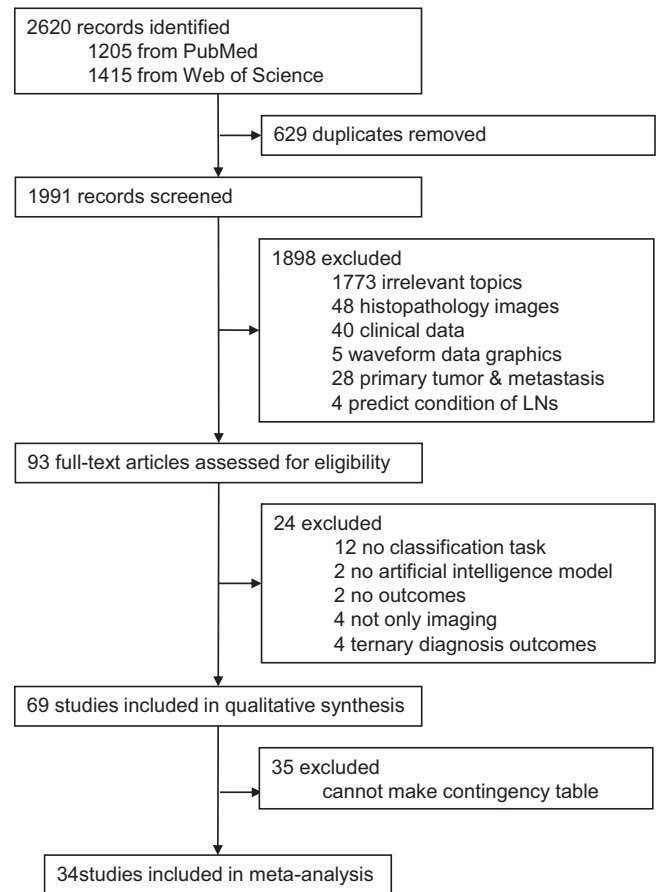 2620 records identified
1205 from PubMed
1415 from Web of Science
629 duplicates removed
1991 records screened
1898 excluded
1773 irrelevant topics
48 histopathology images
40 clinical data
5 waveform data graphics
28 primary tumor & metastasis
4 predict condition of LNs
93 full-text articles assessed for eligibility
24 excluded
12 no classification task
2 no artificial intelligence model
2 no outcomes
4 not only imaging
4 ternary diagnosis outcomes
69 studies included in qualitative synthesis
35 excluded
cannot make contingency table
34studies included in meta-analysis